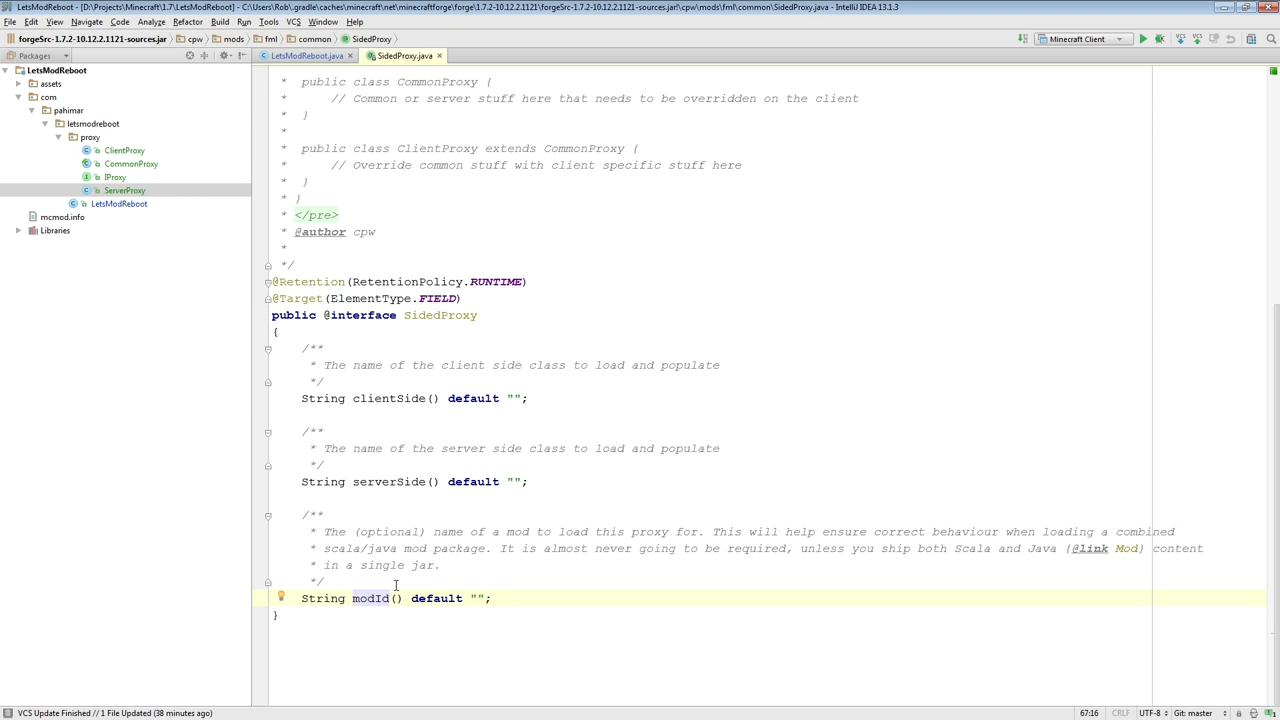 LetsModReboot - [D:\Projects\Minecraft\1.7\LetsModReboot] - C:\Users\Rob\.gradle\caches\minecraft\net\minecraftforge\forge\1.7.2-10.12.2.1121\forgeSrc-1.7.2-10.12.2.1121-sources.jar!\cpw\mods\fml\common\SidedProxy.java - IntelliJ IDEA 13.1.3
File Edit View Navigate Code Analyze Refactor Build Run Tools VCS Window Help
forgeSrc-1.7.2-10.12.2.1121-sources.jar cpw mods fml common SidedProxy Minecraft Client
Packages LetsModReboot.java SidedProxy.java
LetsModReboot
assets
com
pahimar
letsmodreboot
proxy
ClientProxy
CommonProxy
IProxy
ServerProxy
LetsModReboot
mcmod.info
Libraries
* public class CommonProxy {
* // Common or server stuff here that needs to be overridden on the client
* }
*
* public class ClientProxy extends CommonProxy {
* // Override common stuff with client specific stuff here
* }
* }
* </pre>
* @author cpw
*
*/
@Retention(RetentionPolicy.RUNTIME)
@Target(ElementType.FIELD)
public @interface SidedProxy
{
/**
* The name of the client side class to load and populate
*/
String clientSide() default "";
/**
* The name of the server side class to load and populate
*/
String serverSide() default "";
/**
* The (optional) name of a mod to load this proxy for. This will help ensure correct behaviour when loading a combined
* scala/java mod package. It is almost never going to be required, unless you ship both Scala and Java {@link Mod} content
* in a single jar.
*/
String modId() default "";
}
VCS Update Finished // 1 File Updated (38 minutes ago) 67:16 CRLF UTF-8 Git: master